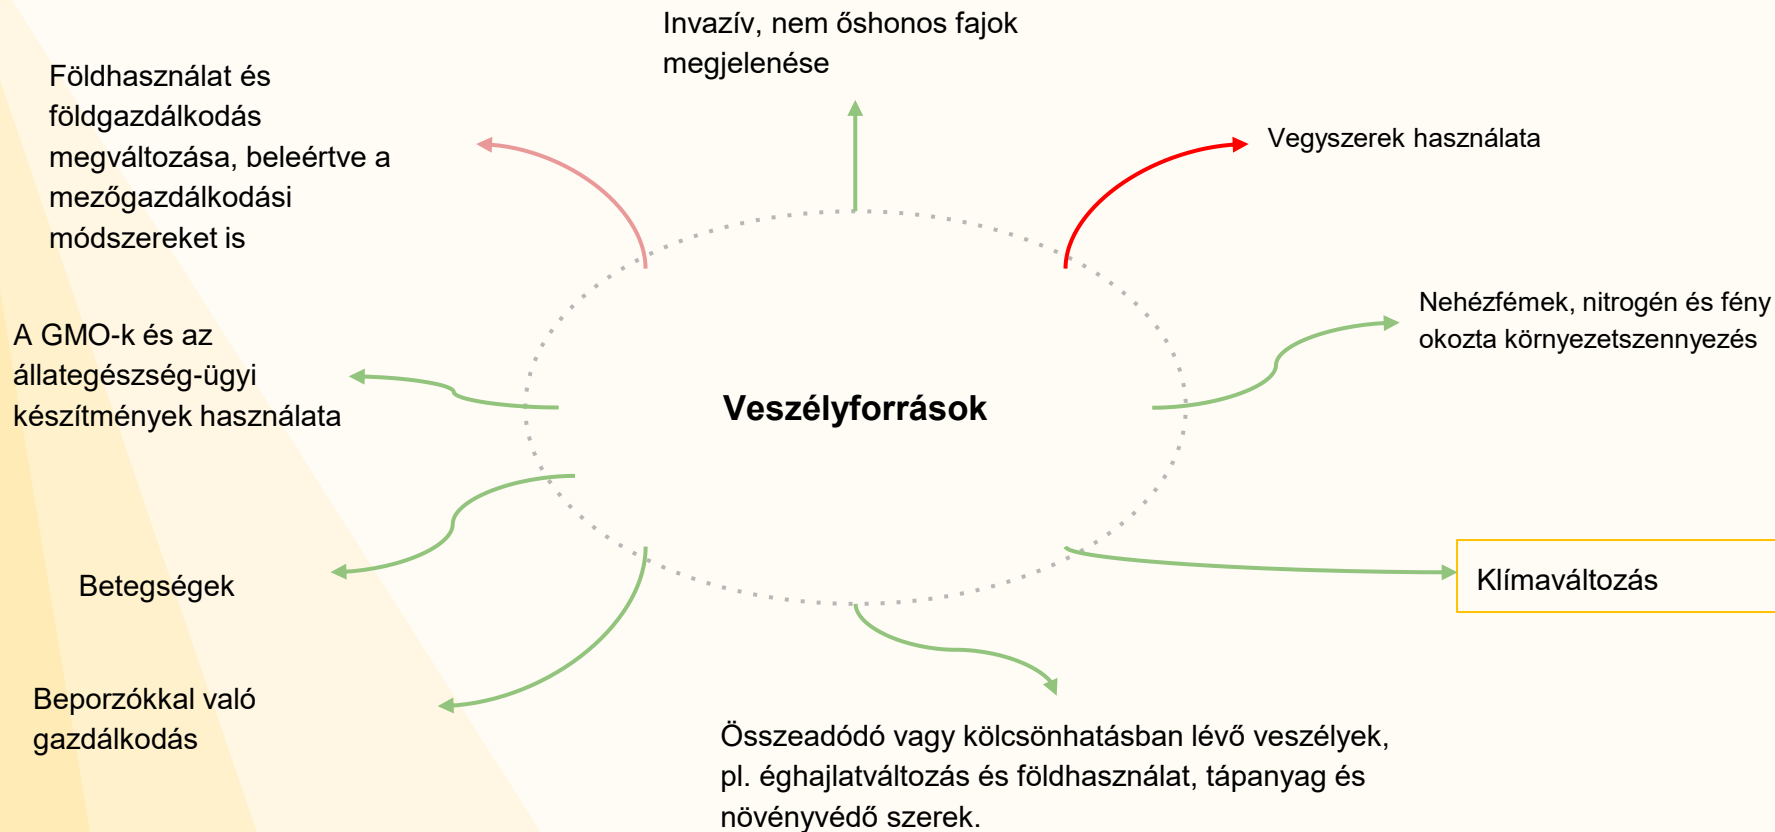 Invazív, nem őshonos fajok
megjelenése
Földhasználat és
földgazdálkodás
megváltozása, beleértve a
mezőgazdálkodási
módszereket is
Vegyszerek használata
Nehézfémek, nitrogén és fény
okozta környezetszennyezés
A GMO-k és az
állategészség-ügyi
készítmények használata
Veszélyforrások
Klímaváltozás
Betegségek
Beporzókkal való
gazdálkodás
Összeadódó vagy kölcsönhatásban lévő veszélyek,
pl. éghajlatváltozás és földhasználat, tápanyag és
növényvédő szerek.